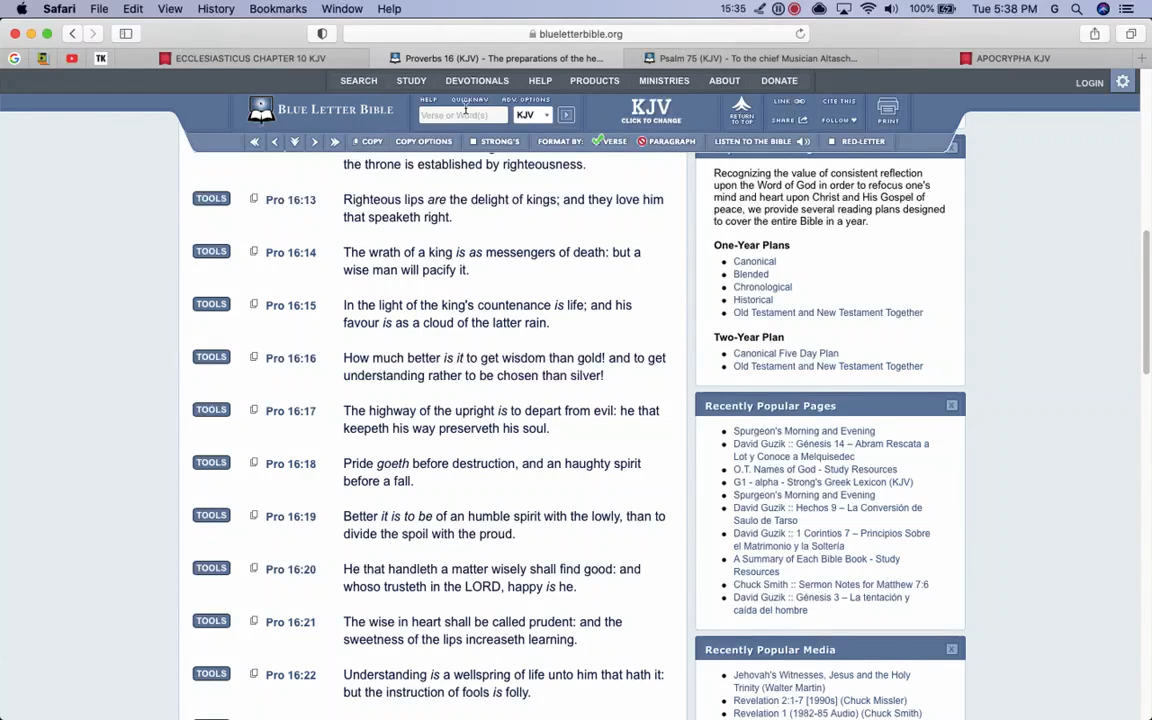 Safari File Edit View History Bookmarks Window Help 15:35 100% Tue 5:38 PM G
blueletterbible.org
G TK ECCLESIASTICUS CHAPTER 10 KJV Proverbs 16 (KJV) - The preparations of the he... Psalm 75 (KJV) - To the chief Musician Altasch... APOCRYPHA KJV
SEARCH STUDY DEVOTIONALS HELP PRODUCTS MINISTRIES ABOUT DONATE LOGIN
BLUE LETTER BIBLE
HELP QUICKNAV ADV. OPTIONS
Verse or Word(s) KJV
KJV
CLICK TO CHANGE
RETURN
TO TOP
LINK CITE THIS
SHARE FOLLOW
PRINT
COPY COPY OPTIONS STRONG'S FORMAT BY: VERSE PARAGRAPH LISTEN TO THE BIBLE RED-LETTER
the throne is established by righteousness.
TOOLS Pro 16:13 Righteous lips are the delight of kings; and they love him
that speaketh right.
TOOLS Pro 16:14 The wrath of a king is as messengers of death: but a
wise man will pacify it.
TOOLS Pro 16:15 In the light of the king's countenance is life; and his
favour is as a cloud of the latter rain.
TOOLS Pro 16:16 How much better is it to get wisdom than gold! and to get
understanding rather to be chosen than silver!
TOOLS Pro 16:17 The highway of the upright is to depart from evil: he that
keepeth his way preserveth his soul.
TOOLS Pro 16:18 Pride goeth before destruction, and an haughty spirit
before a fall.
TOOLS Pro 16:19 Better it is to be of an humble spirit with the lowly, than to
divide the spoil with the proud.
TOOLS Pro 16:20 He that handleth a matter wisely shall find good: and
whoso trusteth in the LORD, happy is he.
TOOLS Pro 16:21 The wise in heart shall be called prudent: and the
sweetness of the lips increaseth learning.
TOOLS Pro 16:22 Understanding is a wellspring of life unto him that hath it:
but the instruction of fools is folly.
Recognizing the value of consistent reflection
upon the Word of God in order to refocus one's
mind and heart upon Christ and His Gospel of
peace, we provide several reading plans designed
to cover the entire Bible in a year.
One-Year Plans
Canonical
Blended
Chronological
Historical
Old Testament and New Testament Together
Two-Year Plan
Canonical Five Day Plan
Old Testament and New Testament Together
Recently Popular Pages
Spurgeon's Morning and Evening
David Guzik :: Génesis 14 – Abram Rescata a
Lot y Conoce a Melquisedec
O.T. Names of God - Study Resources
G1 - alpha - Strong's Greek Lexicon (KJV)
Spurgeon's Morning and Evening
David Guzik :: Hechos 9 – La Conversión de
Saulo de Tarso
David Guzik :: 1 Corintios 7 – Principios Sobre
el Matrimonio y la Soltería
A Summary of Each Bible Book - Study
Resources
Chuck Smith :: Sermon Notes for Matthew 7:6
David Guzik :: Génesis 3 – La tentación y
caída del hombre
Recently Popular Media
Jehovah's Witnesses, Jesus and the Holy
Trinity (Walter Martin)
Revelation 2:1-7 [1990s] (Chuck Missler)
Revelation 1 (1982-85 Audio) (Chuck Smith)